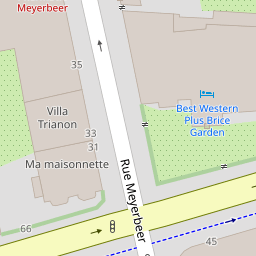 Meyerbeer
35
Villa
Trianon
33
31
Ma maisonnette
Best Western
Plus Brice
Garden
Rue Meyerbeer
66
45